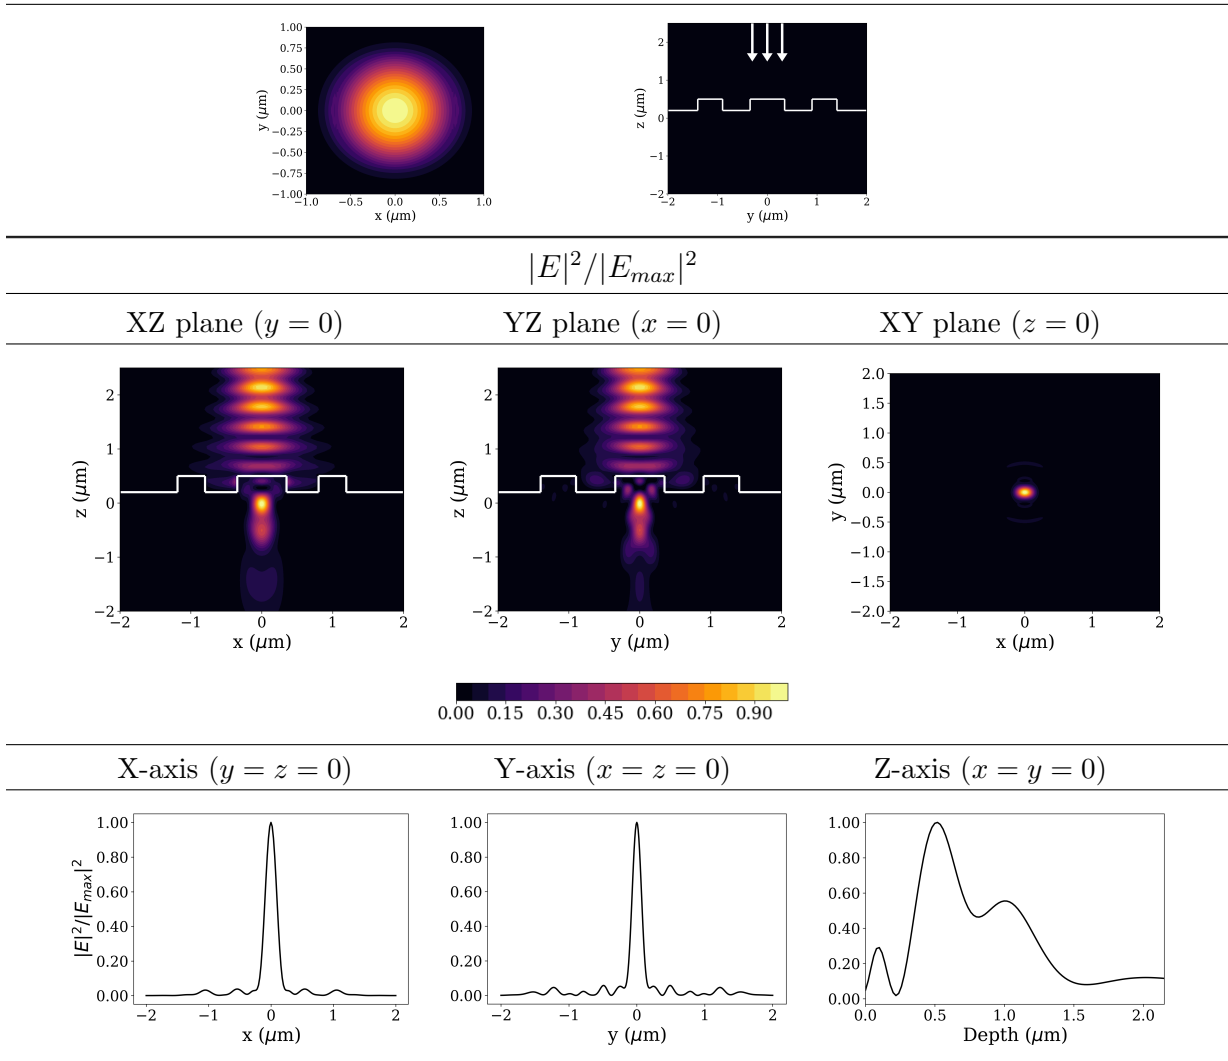 1.00
0.75
0.50
0.25
0.00
−0.25
−0.50
−0.75
−1.00
y (μm)
−1.0 −0.5 0.0 0.5 1.0
x (μm)
2
1
0
−1
−2
z (μm)
−2 −1 0 1 2
y (μm)
|E|²/|E_max|²
XZ plane (y = 0) YZ plane (x = 0) XY plane (z = 0)
2
1
0
−1
−2
z (μm)
−2 −1 0 1 2
x (μm)
2
1
0
−1
−2
z (μm)
−2 −1 0 1 2
y (μm)
2.0
1.5
1.0
0.5
0.0
−0.5
−1.0
−1.5
−2.0
y (μm)
−2 −1 0 1 2
x (μm)
0.00 0.15 0.30 0.45 0.60 0.75 0.90
X-axis (y = z = 0) Y-axis (x = z = 0) Z-axis (x = y = 0)
1.00
0.80
0.60
0.40
0.20
0.00
|E|²/|E_max|²
−2 −1 0 1 2
x (μm)
1.00
0.80
0.60
0.40
0.20
0.00
−2 −1 0 1 2
y (μm)
1.00
0.80
0.60
0.40
0.20
0.00
0.0 0.5 1.0 1.5 2.0
Depth (μm)